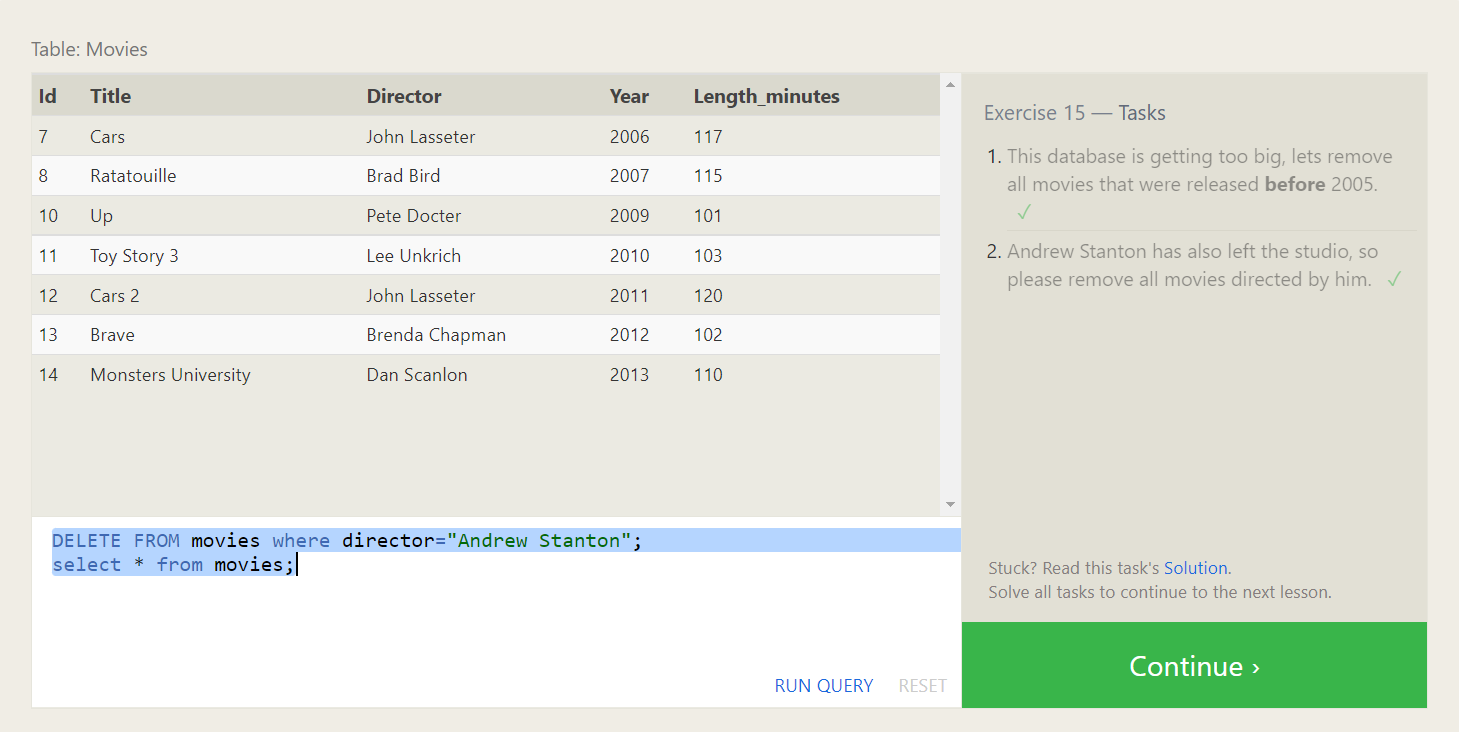 Table: Movies
Id Title Director Year Length_minutes
7 Cars John Lasseter 2006 117
8 Ratatouille Brad Bird 2007 115
10 Up Pete Docter 2009 101
11 Toy Story 3 Lee Unkrich 2010 103
12 Cars 2 John Lasseter 2011 120
13 Brave Brenda Chapman 2012 102
14 Monsters University Dan Scanlon 2013 110
DELETE FROM movies where director="Andrew Stanton";
select * from movies;
RUN QUERY RESET
Exercise 15 — Tasks
1. This database is getting too big, lets remove
all movies that were released before 2005.
✓
2. Andrew Stanton has also left the studio, so
please remove all movies directed by him. ✓
Stuck? Read this task's Solution.
Solve all tasks to continue to the next lesson.
Continue ›